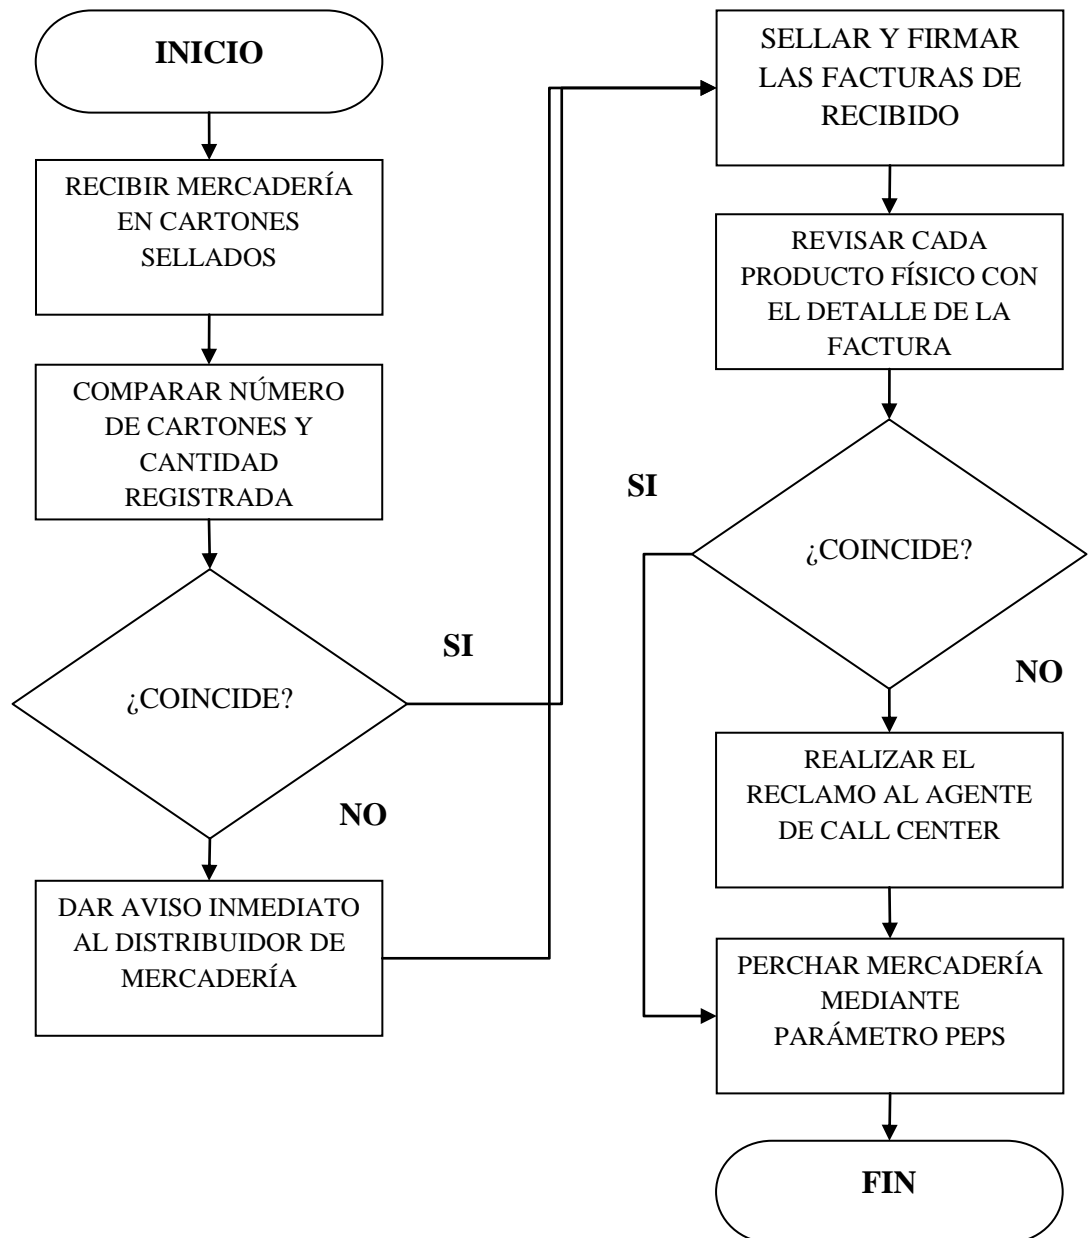 INICIO
RECIBIR MERCADERÍA
EN CARTONES
SELLADOS
COMPARAR NÚMERO
DE CARTONES Y
CANTIDAD
REGISTRADA
¿COINCIDE?
SI
NO
DAR AVISO INMEDIATO
AL DISTRIBUIDOR DE
MERCADERÍA
SELLAR Y FIRMAR
LAS FACTURAS DE
RECIBIDO
REVISAR CADA
PRODUCTO FÍSICO CON
EL DETALLE DE LA
FACTURA
SI
¿COINCIDE?
NO
REALIZAR EL
RECLAMO AL AGENTE
DE CALL CENTER
PERCHAR MERCADERÍA
MEDIANTE
PARÁMETRO PEPS
FIN